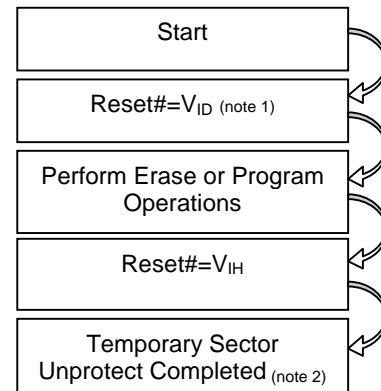 Start
Reset#=VID (note 1)
Perform Erase or Program
Operations
Reset#=VIH
Temporary Sector
Unprotect Completed (note 2)